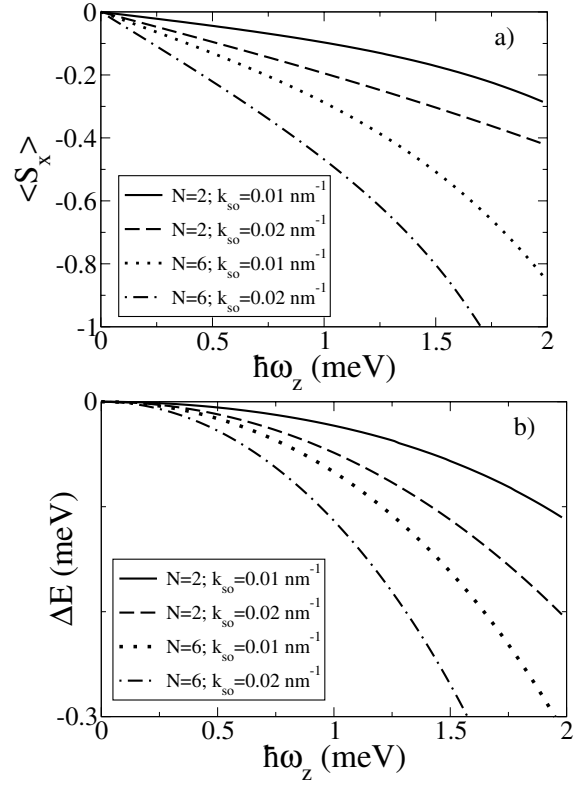 0
a)
-0.2
-0.4
<S_x>
-0.6
-0.8
-1
N=2; k_so=0.01 nm⁻¹
N=2; k_so=0.02 nm⁻¹
N=6; k_so=0.01 nm⁻¹
N=6; k_so=0.02 nm⁻¹
0 0.5 1 1.5 2
ħω_z (meV)
0
b)
ΔE (meV)
-0.3
N=2; k_so=0.01 nm⁻¹
N=2; k_so=0.02 nm⁻¹
N=6; k_so=0.01 nm⁻¹
N=6; k_so=0.02 nm⁻¹
0 0.5 1 1.5 2
ħω_z (meV)